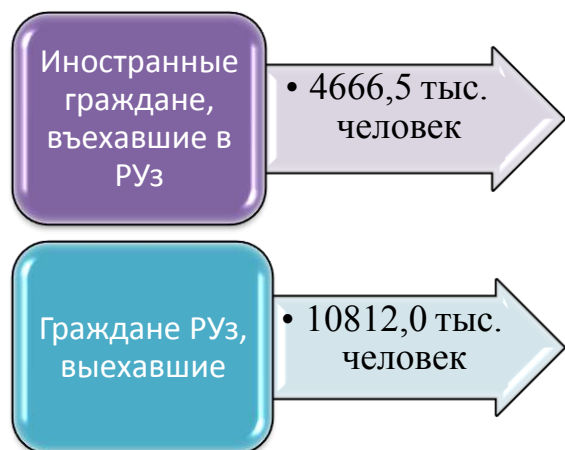 Иностранные
граждане,
въехавшие в
РУз
• 4666,5 тыс.
человек
Граждане РУз,
выехавшие
• 10812,0 тыс.
человек